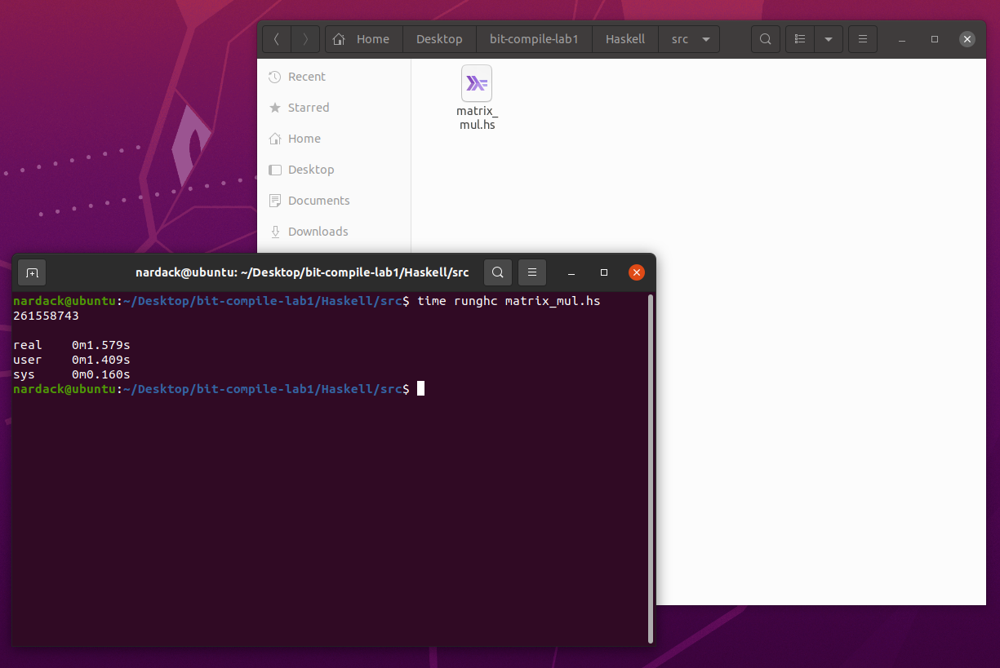 Home Desktop bit-compile-lab1 Haskell src
Recent
Starred
Home
Desktop
Documents
Downloads
matrix_
mul.hs
nardack@ubuntu: ~/Desktop/bit-compile-lab1/Haskell/src
nardack@ubuntu:~/Desktop/bit-compile-lab1/Haskell/src$ time runghc matrix_mul.hs
261558743
real 0m1.579s
user 0m1.409s
sys 0m0.160s
nardack@ubuntu:~/Desktop/bit-compile-lab1/Haskell/src$